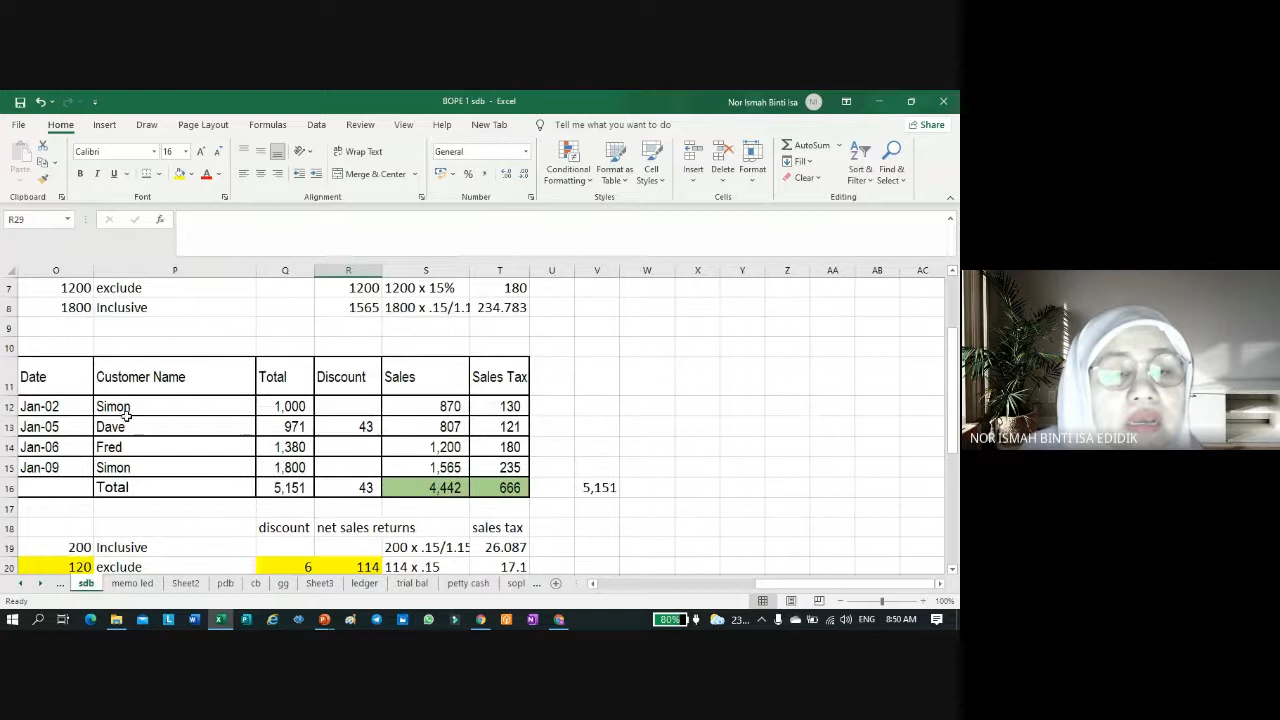 BOPE 1 sdb - Excel
Nor Ismah Binti Isa NI
File Home Insert Draw Page Layout Formulas Data Review View Help New Tab Tell me what you want to do Share
Paste
Calibri 16 Wrap Text General AutoSum
B I U Merge & Center Conditional Formatting Format as Table Cell Styles Insert Delete Format Fill Clear Sort & Filter Find & Select
Clipboard Font Alignment Number Styles Cells Editing
R29 fx
O P Q R S T U V W X Y Z AA AB AC
7 1200 exclude 1200 1200 x 15% 180
8 1800 Inclusive 1565 1800 x .15/1.1 234.783
9
10
11 Date Customer Name Total Discount Sales Sales Tax
12 Jan-02 Simon 1,000 870 130
13 Jan-05 Dave 971 43 807 121
14 Jan-06 Fred 1,380 1,200 180
15 Jan-09 Simon 1,800 1,565 235
16 Total 5,151 43 4,442 666 5,151
17
18 discount net sales returns sales tax
19 200 Inclusive 200 x .15/1.15 26.087
20 120 exclude 6 114 114 x .15 17.1
... sdb memo led Sheet2 pdb cb gg Sheet3 ledger trial bal petty cash sopl ...
Ready 100%
80% 23... ENG 8:50 AM
NOR ISMAH BINTI ISA EDIDIK